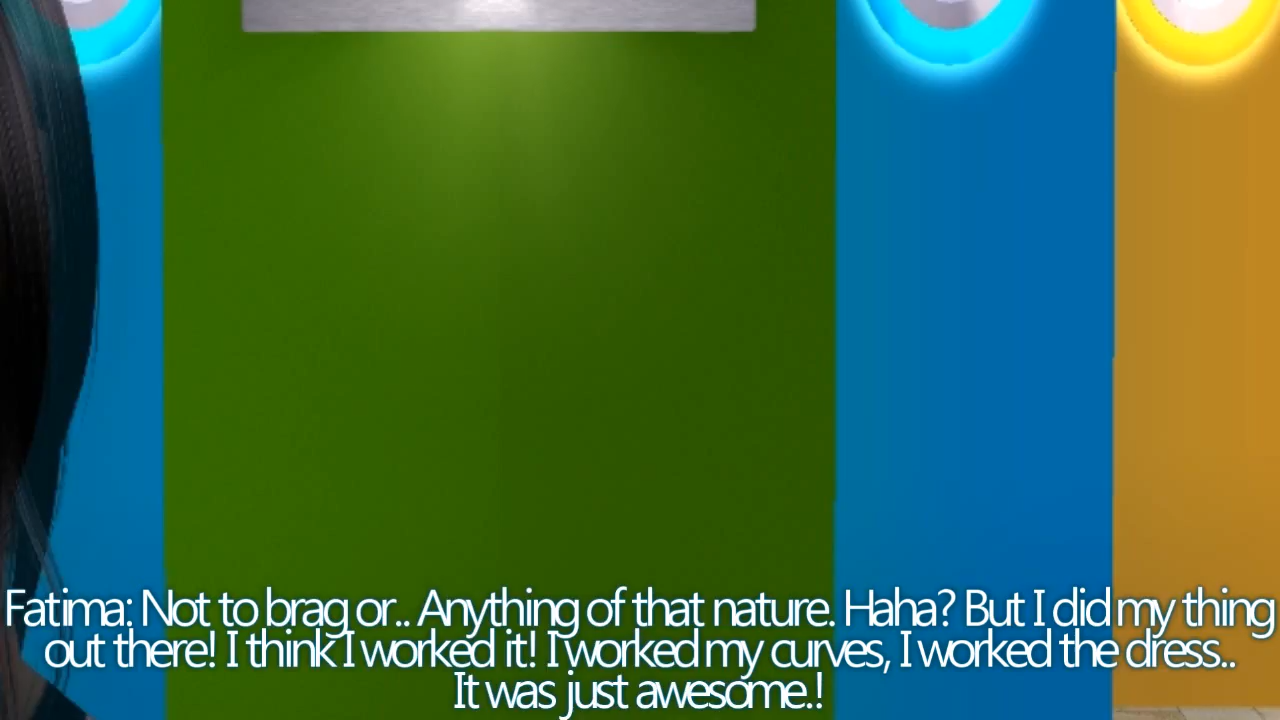 Fatima: Not to brag or.. Anything of that nature. Haha? But I did my thing
out there! I think I worked it! I worked my curves, I worked the dress..
It was just awesome.!